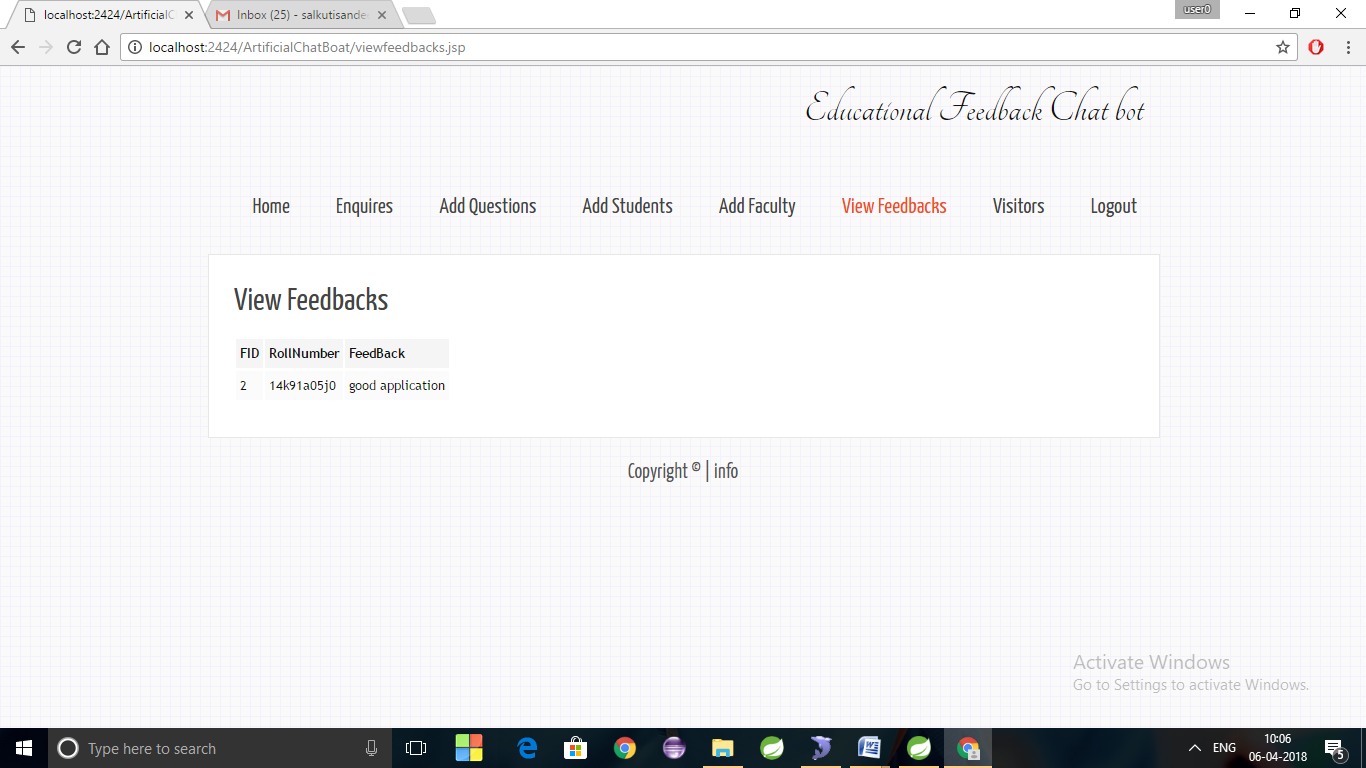 localhost:2424/ArtificialC
Inbox (25) - salkutisande
user0
localhost:2424/ArtificialChatBoat/viewfeedbacks.jsp
Educational Feedback Chat bot
Home Enquires Add Questions Add Students Add Faculty View Feedbacks Visitors Logout
View Feedbacks
FID RollNumber FeedBack
2 14k91a05j0 good application
Copyright © | info
Activate Windows
Go to Settings to activate Windows.
Type here to search
ENG
10:06
06-04-2018
5